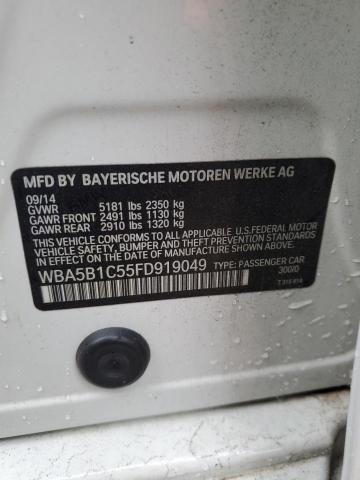 MFD BY BAYERISCHE MOTOREN WERKE AG
09/14
GVWR 5181 lbs 2350 kg
GAWR FRONT 2491 lbs 1130 kg
GAWR REAR 2910 lbs 1320 kg
THIS VEHICLE CONFORMS TO ALL APPLICABLE U.S. FEDERAL MOTOR
VEHICLE SAFETY, BUMPER AND THEFT PREVENTION STANDARDS
IN EFFECT ON THE DATE OF MANUFACTURE SHOWN ABOVE.
WBA5B1C55FD919049 TYPE: PASSENGER CAR
300/0